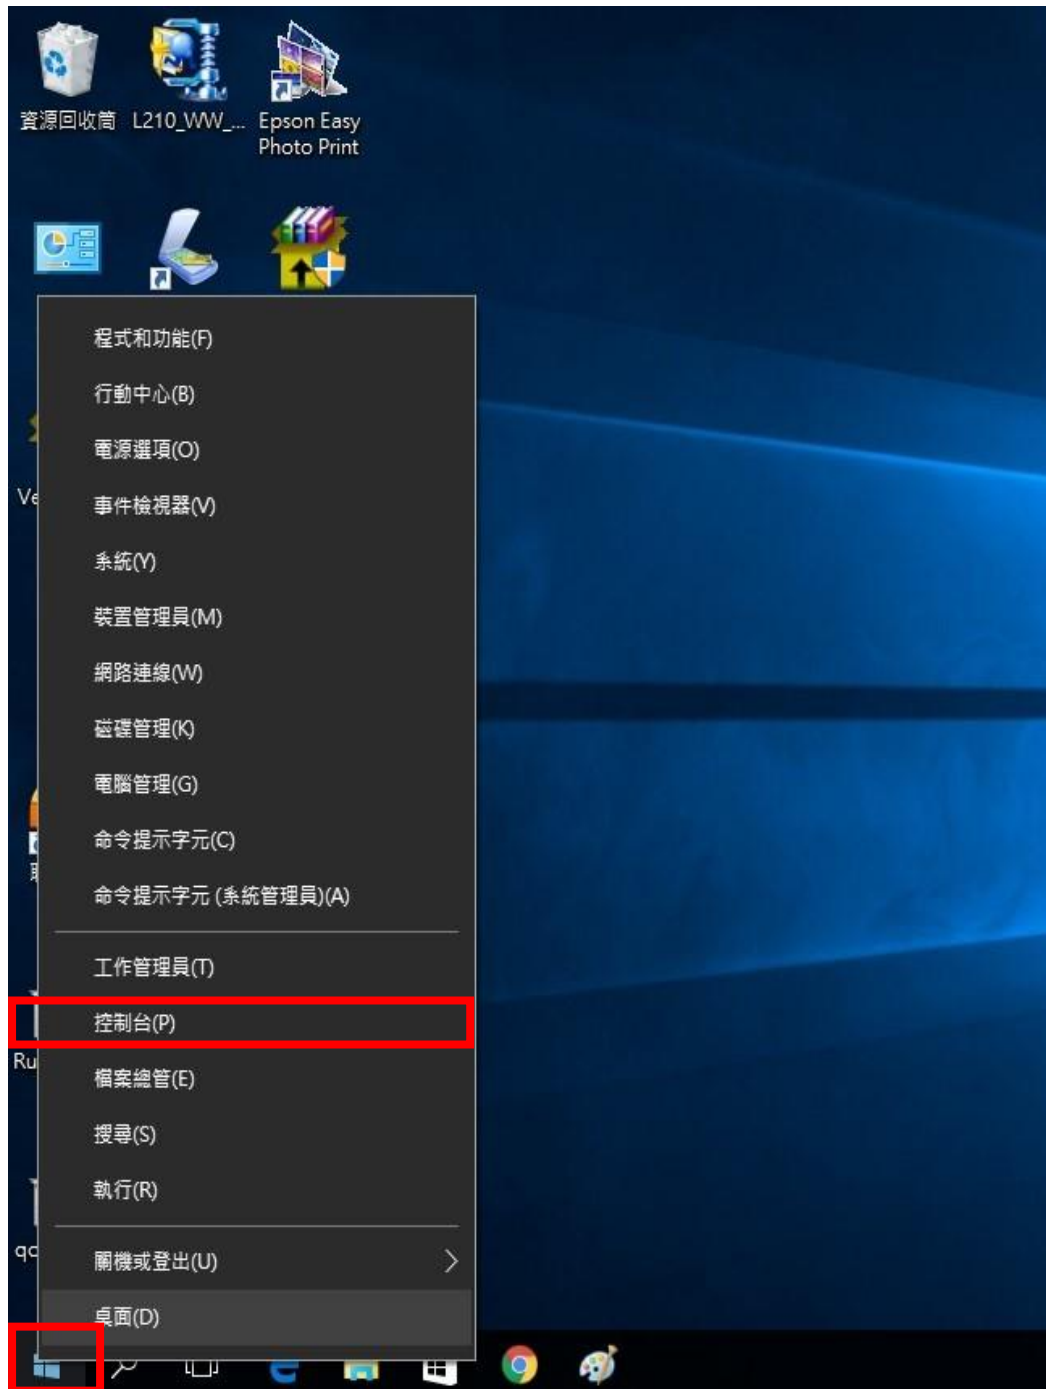 資源回收筒
L210_WW_...
Epson Easy
Photo Print
程式和功能(F)
行動中心(B)
電源選項(O)
Ve
事件檢視器(V)
系統(Y)
裝置管理員(M)
網路連線(W)
磁碟管理(K)
電腦管理(G)
命令提示字元(C)
命令提示字元 (系統管理員)(A)
工作管理員(T)
控制台(P)
Ru
檔案總管(E)
搜尋(S)
執行(R)
qc
關機或登出(U)
桌面(D)